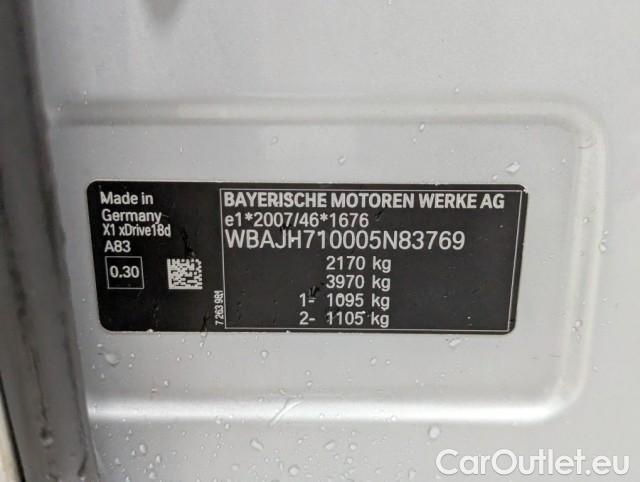 Made in
Germany
X1 xDrive18d
A83
0.30
7 263 981
BAYERISCHE MOTOREN WERKE AG
e1*2007/46*1676
WBAJH710005N83769
2170 kg
3970 kg
1- 1095 kg
2- 1105 kg
CarOutlet.eu